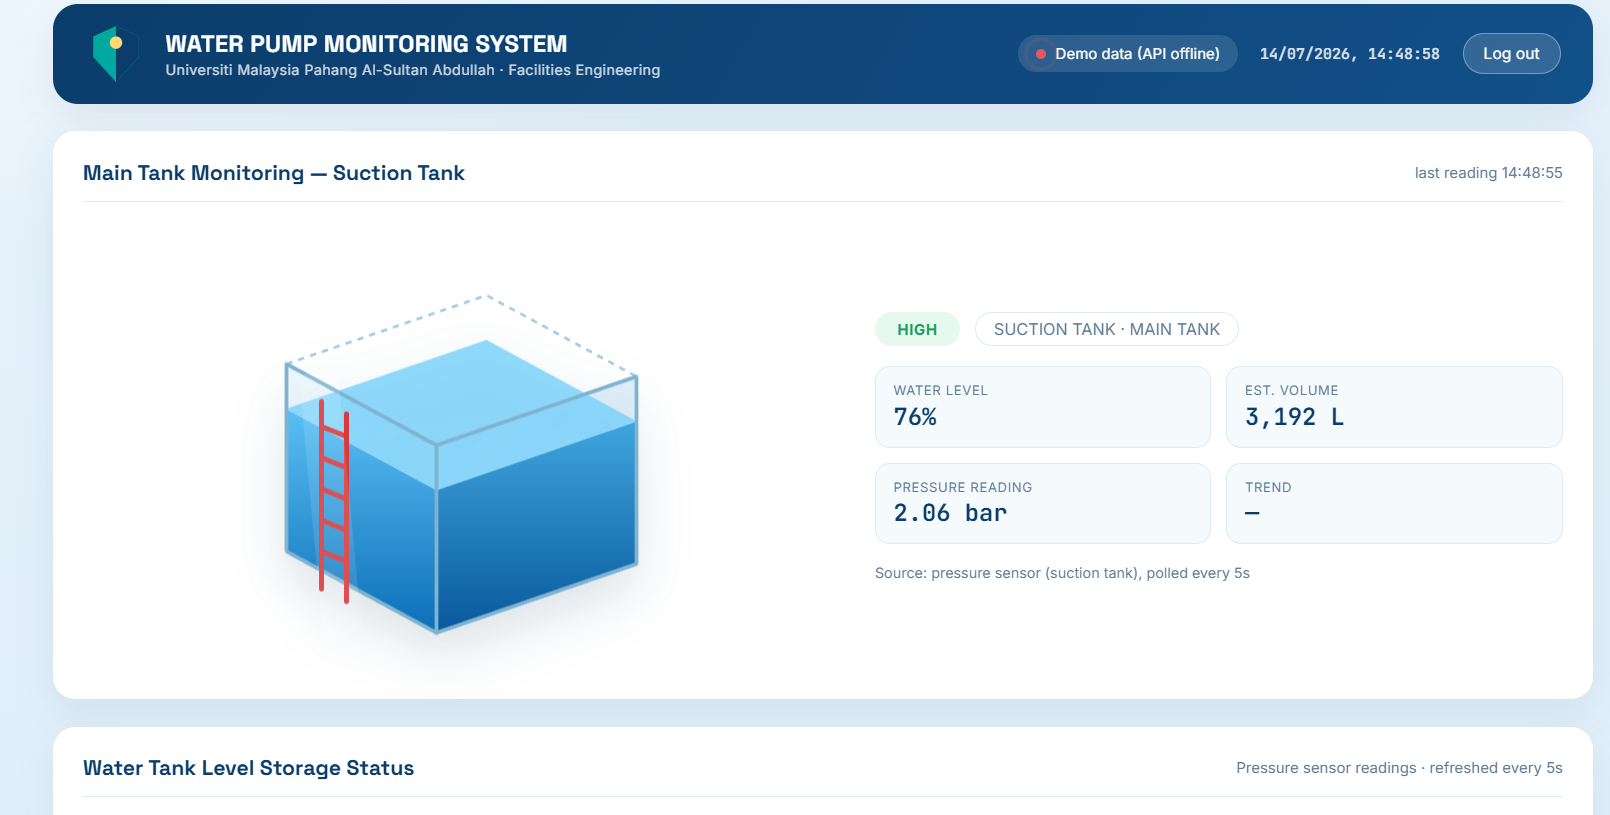 WATER PUMP MONITORING SYSTEM
Universiti Malaysia Pahang Al-Sultan Abdullah · Facilities Engineering
Demo data (API offline)
14/07/2026, 14:48:58
Log out
Main Tank Monitoring — Suction Tank
last reading 14:48:55
HIGH
SUCTION TANK · MAIN TANK
WATER LEVEL
76%
EST. VOLUME
3,192 L
PRESSURE READING
2.06 bar
TREND
—
Source: pressure sensor (suction tank), polled every 5s
Water Tank Level Storage Status
Pressure sensor readings · refreshed every 5s